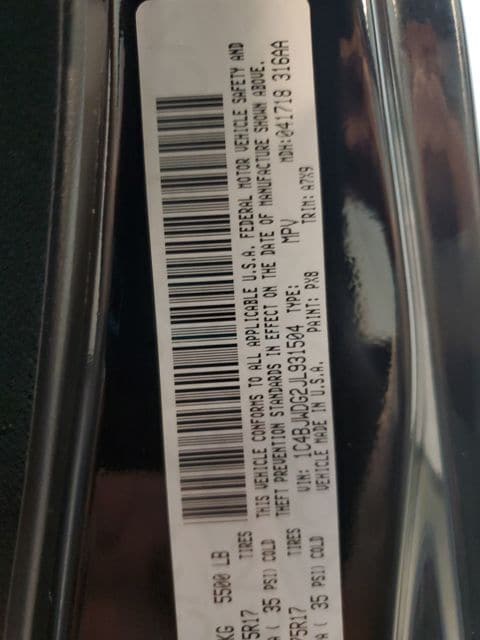 KG 5500 LB
5R17 TIRES
A ( 35 PSI) COLD
75R17 TIRES
A ( 35 PSI) COLD
THIS VEHICLE CONFORMS TO ALL APPLICABLE U.S.A. FEDERAL MOTOR VEHICLE SAFETY AND
THEFT PREVENTION STANDARDS IN EFFECT ON THE DATE OF MANUFACTURE SHOWN ABOVE.
VIN: 1C4BJWDG2JL931504 TYPE: MPV MDH:041718 316AA
VEHICLE MADE IN U.S.A. PAINT: PX8 TRIM: A7X9